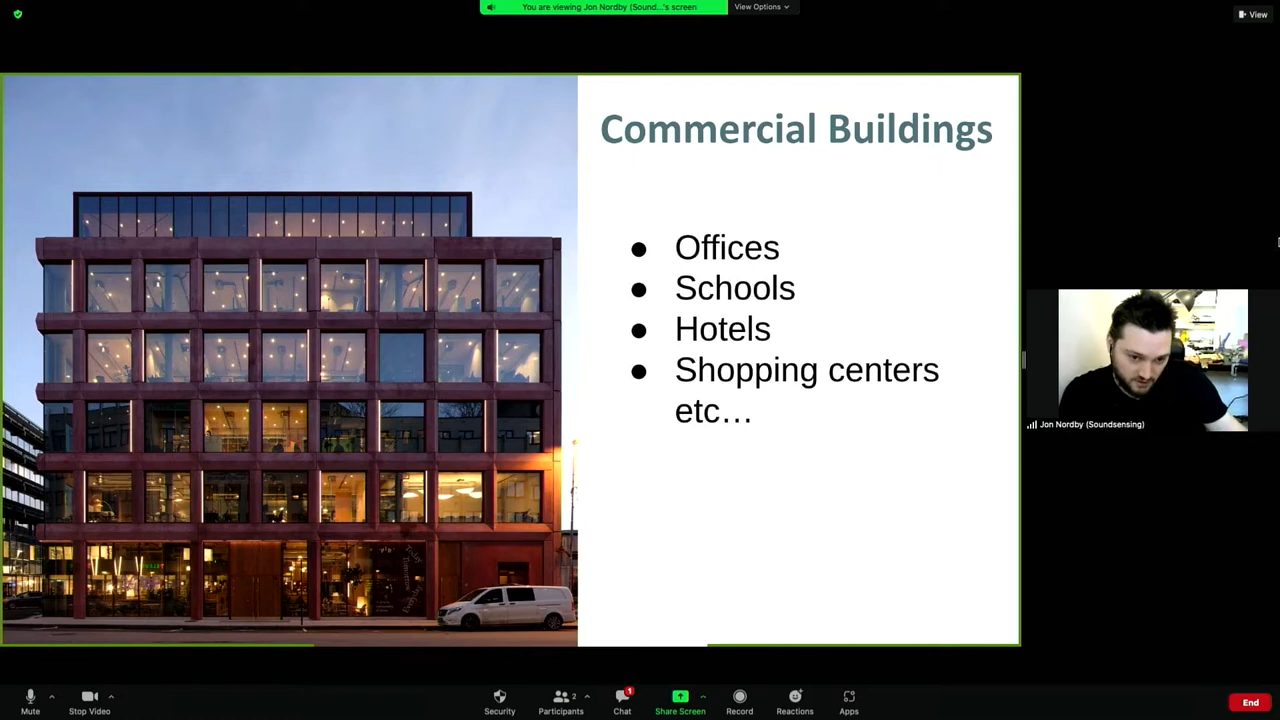 You are viewing Jon Nordby (Sound...'s screen
View Options
View
Commercial Buildings
● Offices
● Schools
● Hotels
● Shopping centers
etc…
Jon Nordby (Soundsensing)
Mute
Stop Video
Security
Participants
2
Chat
1
Share Screen
Record
Reactions
Apps
End